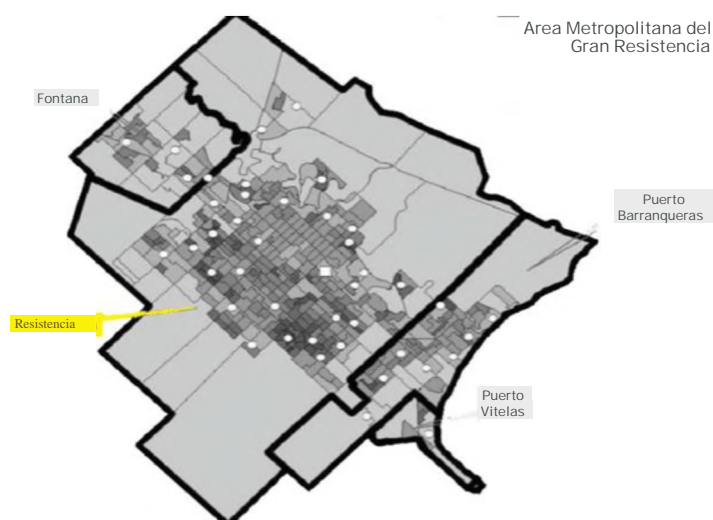 Area Metropolitana del
Gran Resistencia
Fontana
Puerto
Barranqueras
Resistencia
Puerto
Vitelas